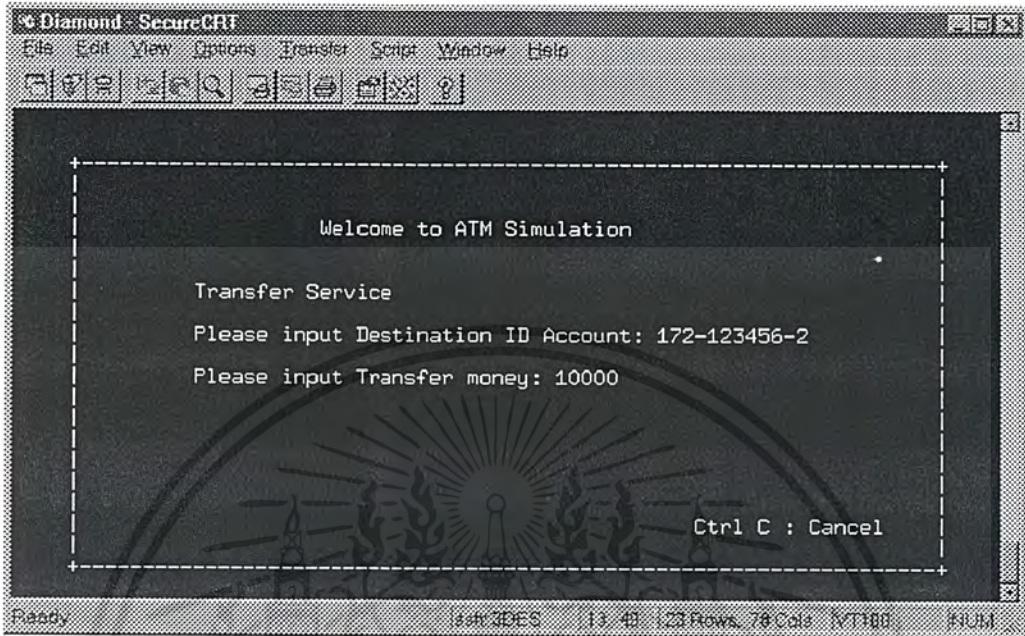 Diamond - SecureCRT
File Edit View Options Transfer Script Window Help
Welcome to ATM Simulation
Transfer Service
Please input Destination ID Account: 172-123456-2
Please input Transfer money: 10000
Ctrl C : Cancel
Ready ssh: 3DES 13, 49 23 Rows, 78 Cols VT100 NUM